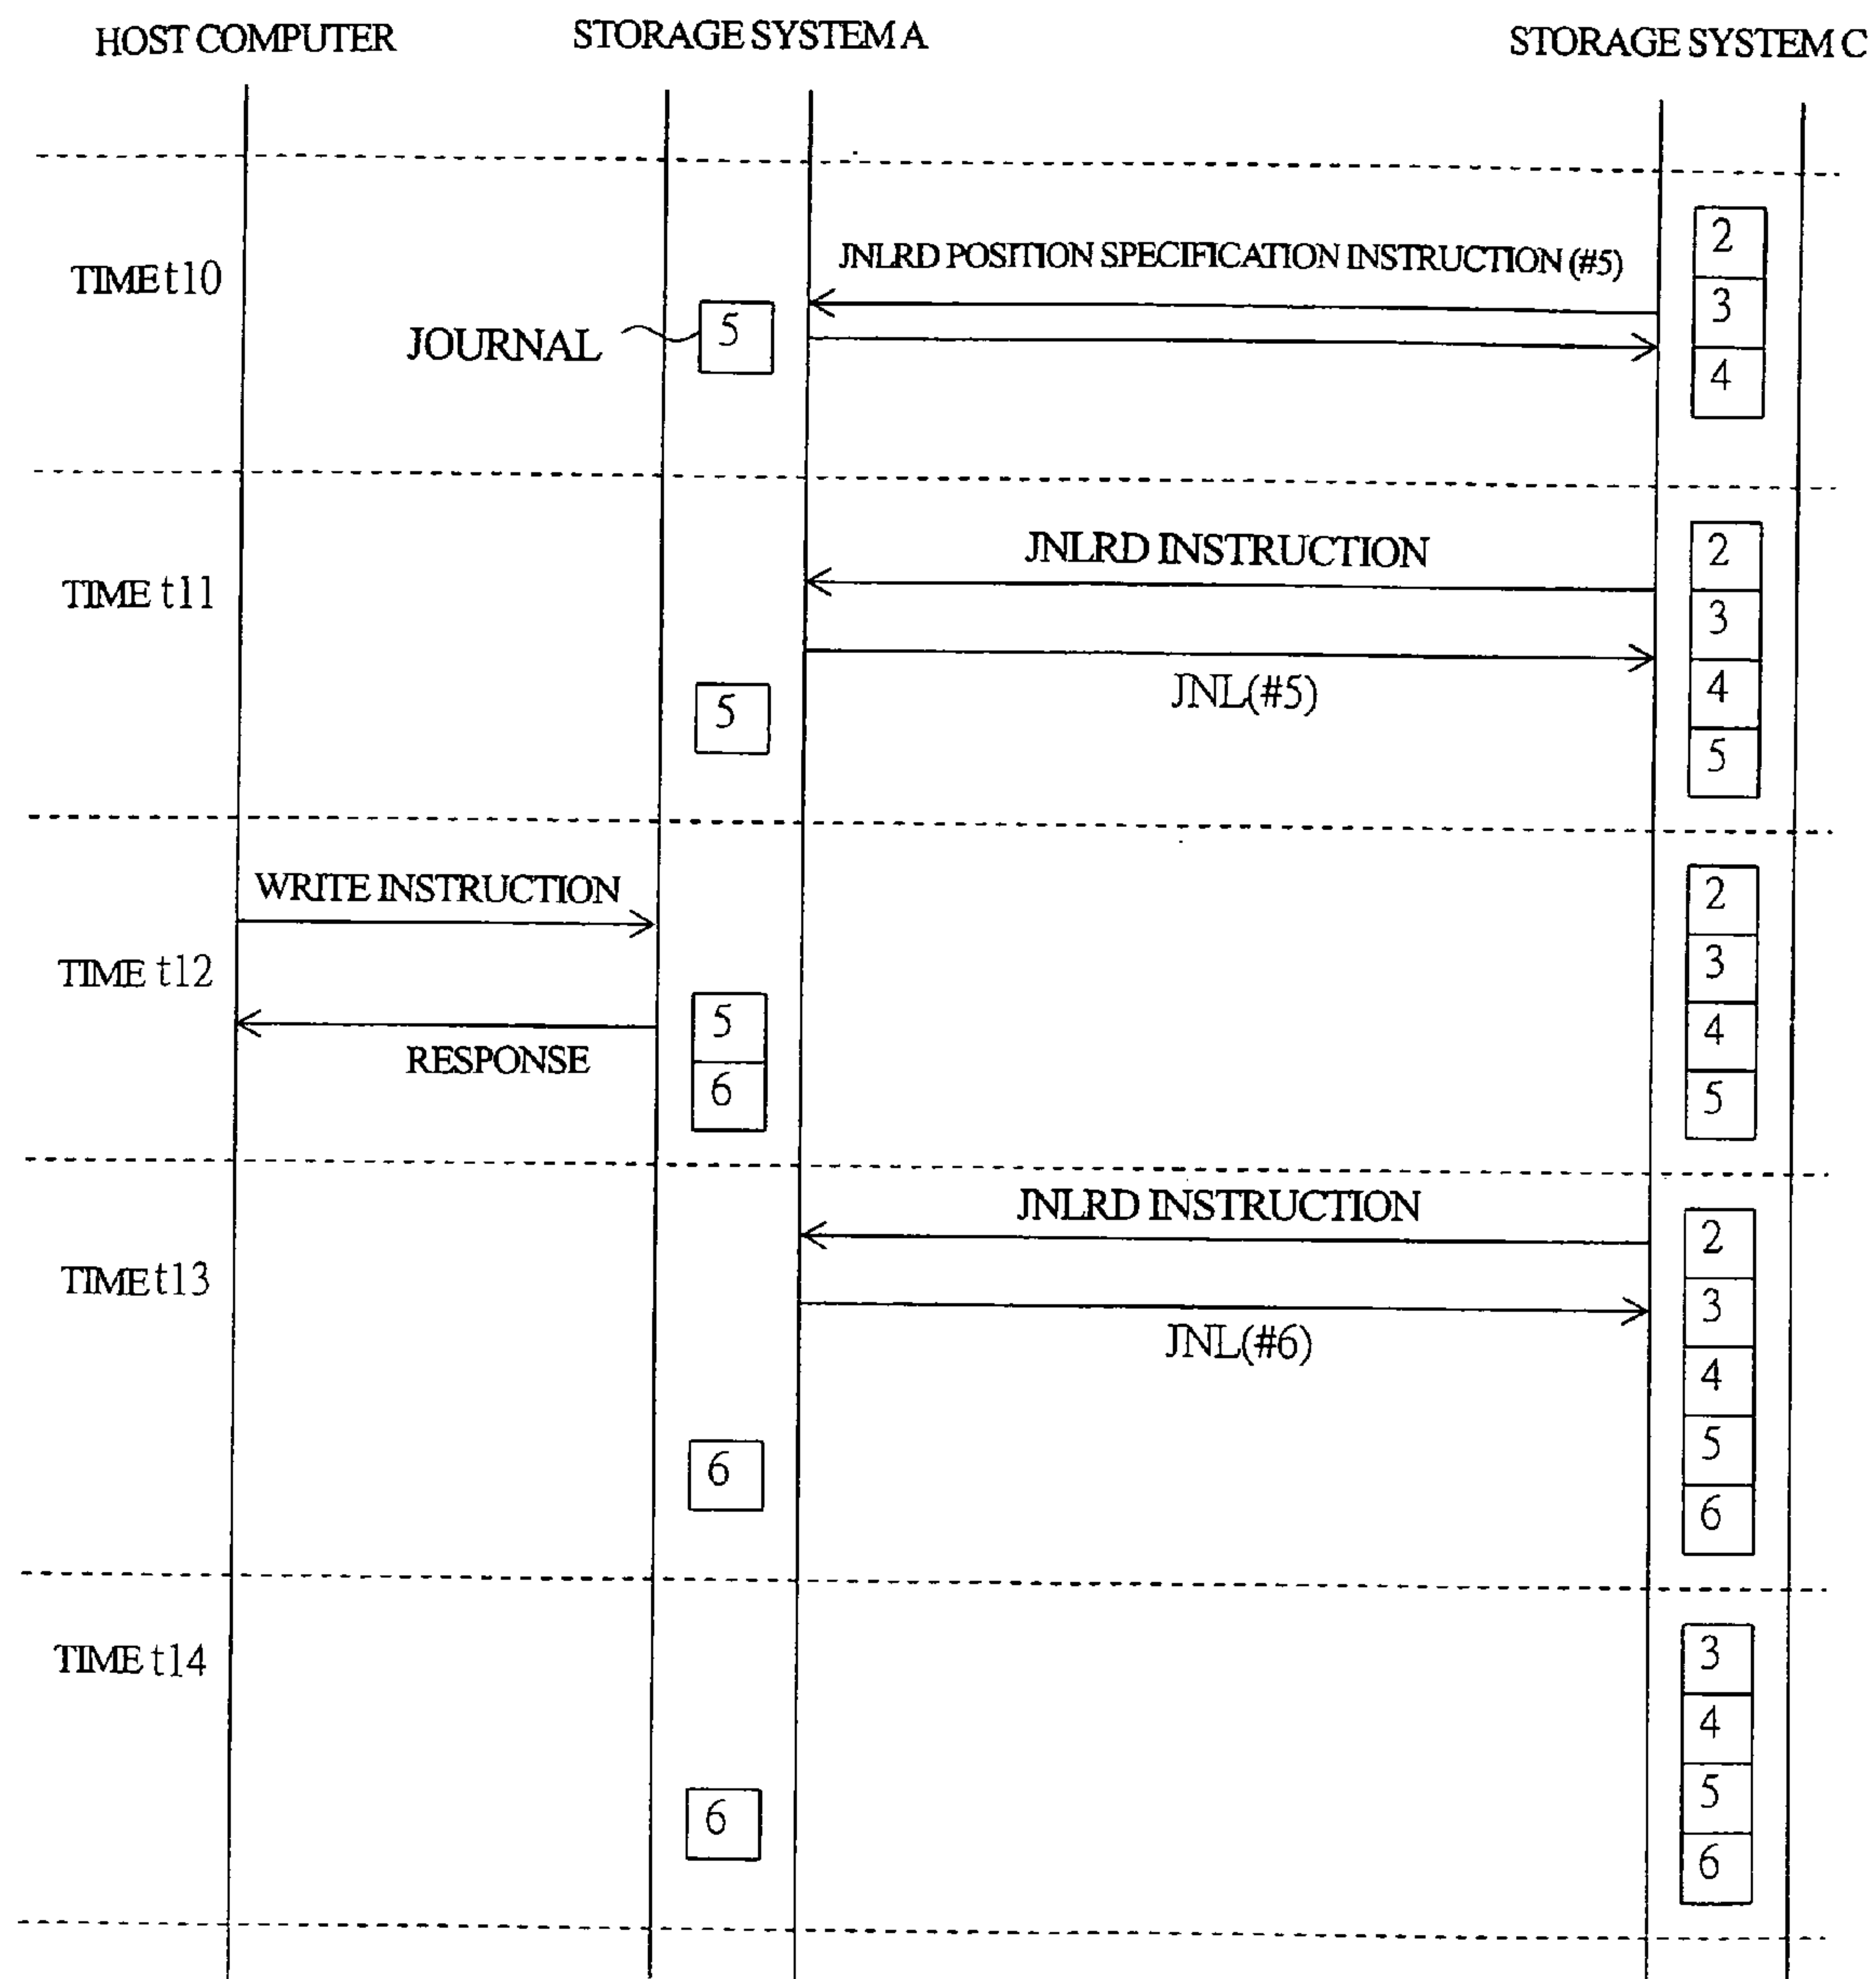 HOST COMPUTER
STORAGE SYSTEM A
STORAGE SYSTEM C
TIME t10
JNLRD POSITION SPECIFICATION INSTRUCTION (#5)
JOURNAL
5
2
3
4
TIME t11
JNLRD INSTRUCTION
JNL(#5)
5
2
3
4
5
WRITE INSTRUCTION
TIME t12
RESPONSE
5
6
2
3
4
5
JNLRD INSTRUCTION
TIME t13
JNL(#6)
6
2
3
4
5
6
TIME t14
6
3
4
5
6